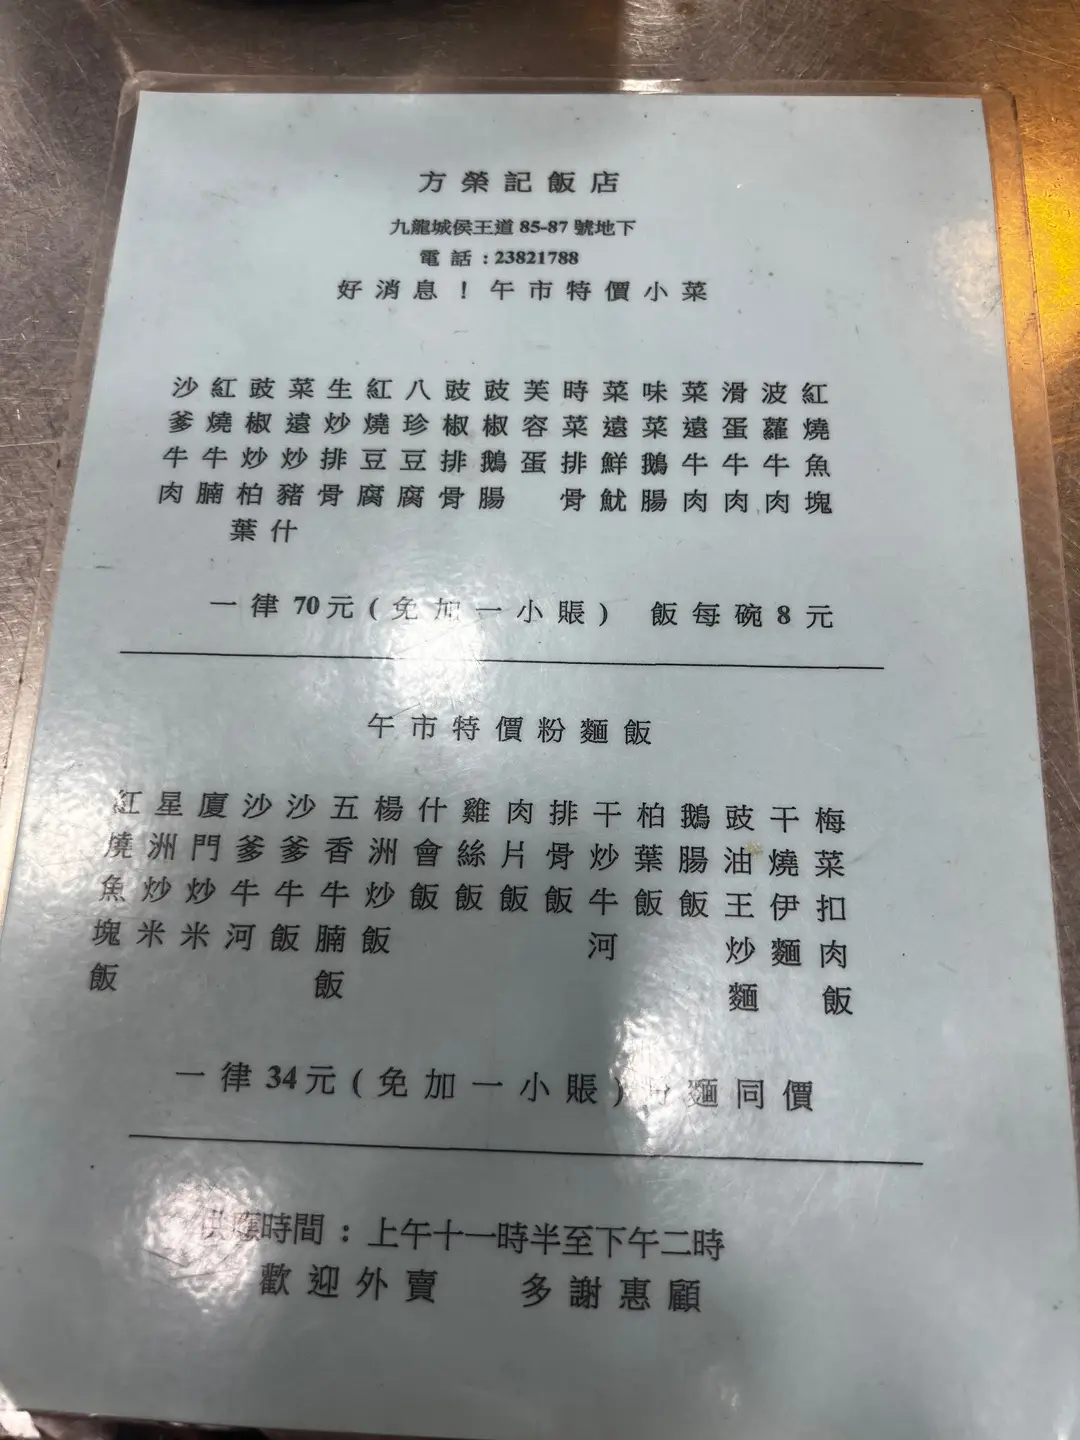 方榮記飯店
九龍城侯王道 85-87 號地下
電話 : 23821788
好消息！午市特價小菜
紅燒魚塊
波蘿牛肉
滑蛋牛肉
菜遠牛肉
味菜鵝腸
菜遠鮮魷
時菜排骨
芙容蛋
豉椒鵝腸
豉椒排骨
八珍豆腐
紅燒豆腐
生炒排骨
菜遠炒豬什
豉椒炒柏葉
紅燒牛腩
沙爹牛肉
一律 70 元 ( 免加一小賬 ) 飯每碗 8 元
午市特價粉麵飯
梅菜扣肉飯
干燒伊麵
豉油王炒麵
鵝腸飯
柏葉飯
干炒牛河
排骨飯
肉片飯
雞絲飯
什會飯
楊洲炒飯
五香牛腩飯
沙爹牛飯
沙爹牛河
廈門炒米
星洲炒米
紅燒魚塊飯
一律 34 元 ( 免加一小賬 ) 粉麵同價
供應時間 : 上午十一時半至下午二時
歡迎外賣 多謝惠顧